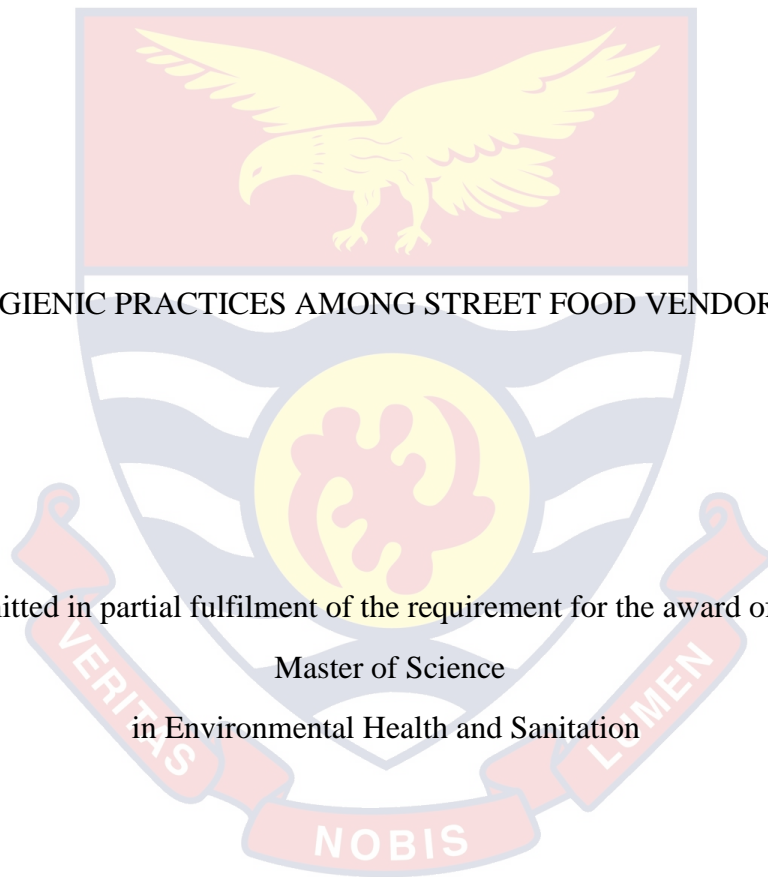 GIENIC PRACTICES AMONG STREET FOOD VENDOR
itted in partial fulfilment of the requirement for the award of
Master of Science
in Environmental Health and Sanitation
VERITAS
NOBIS
LUMEN